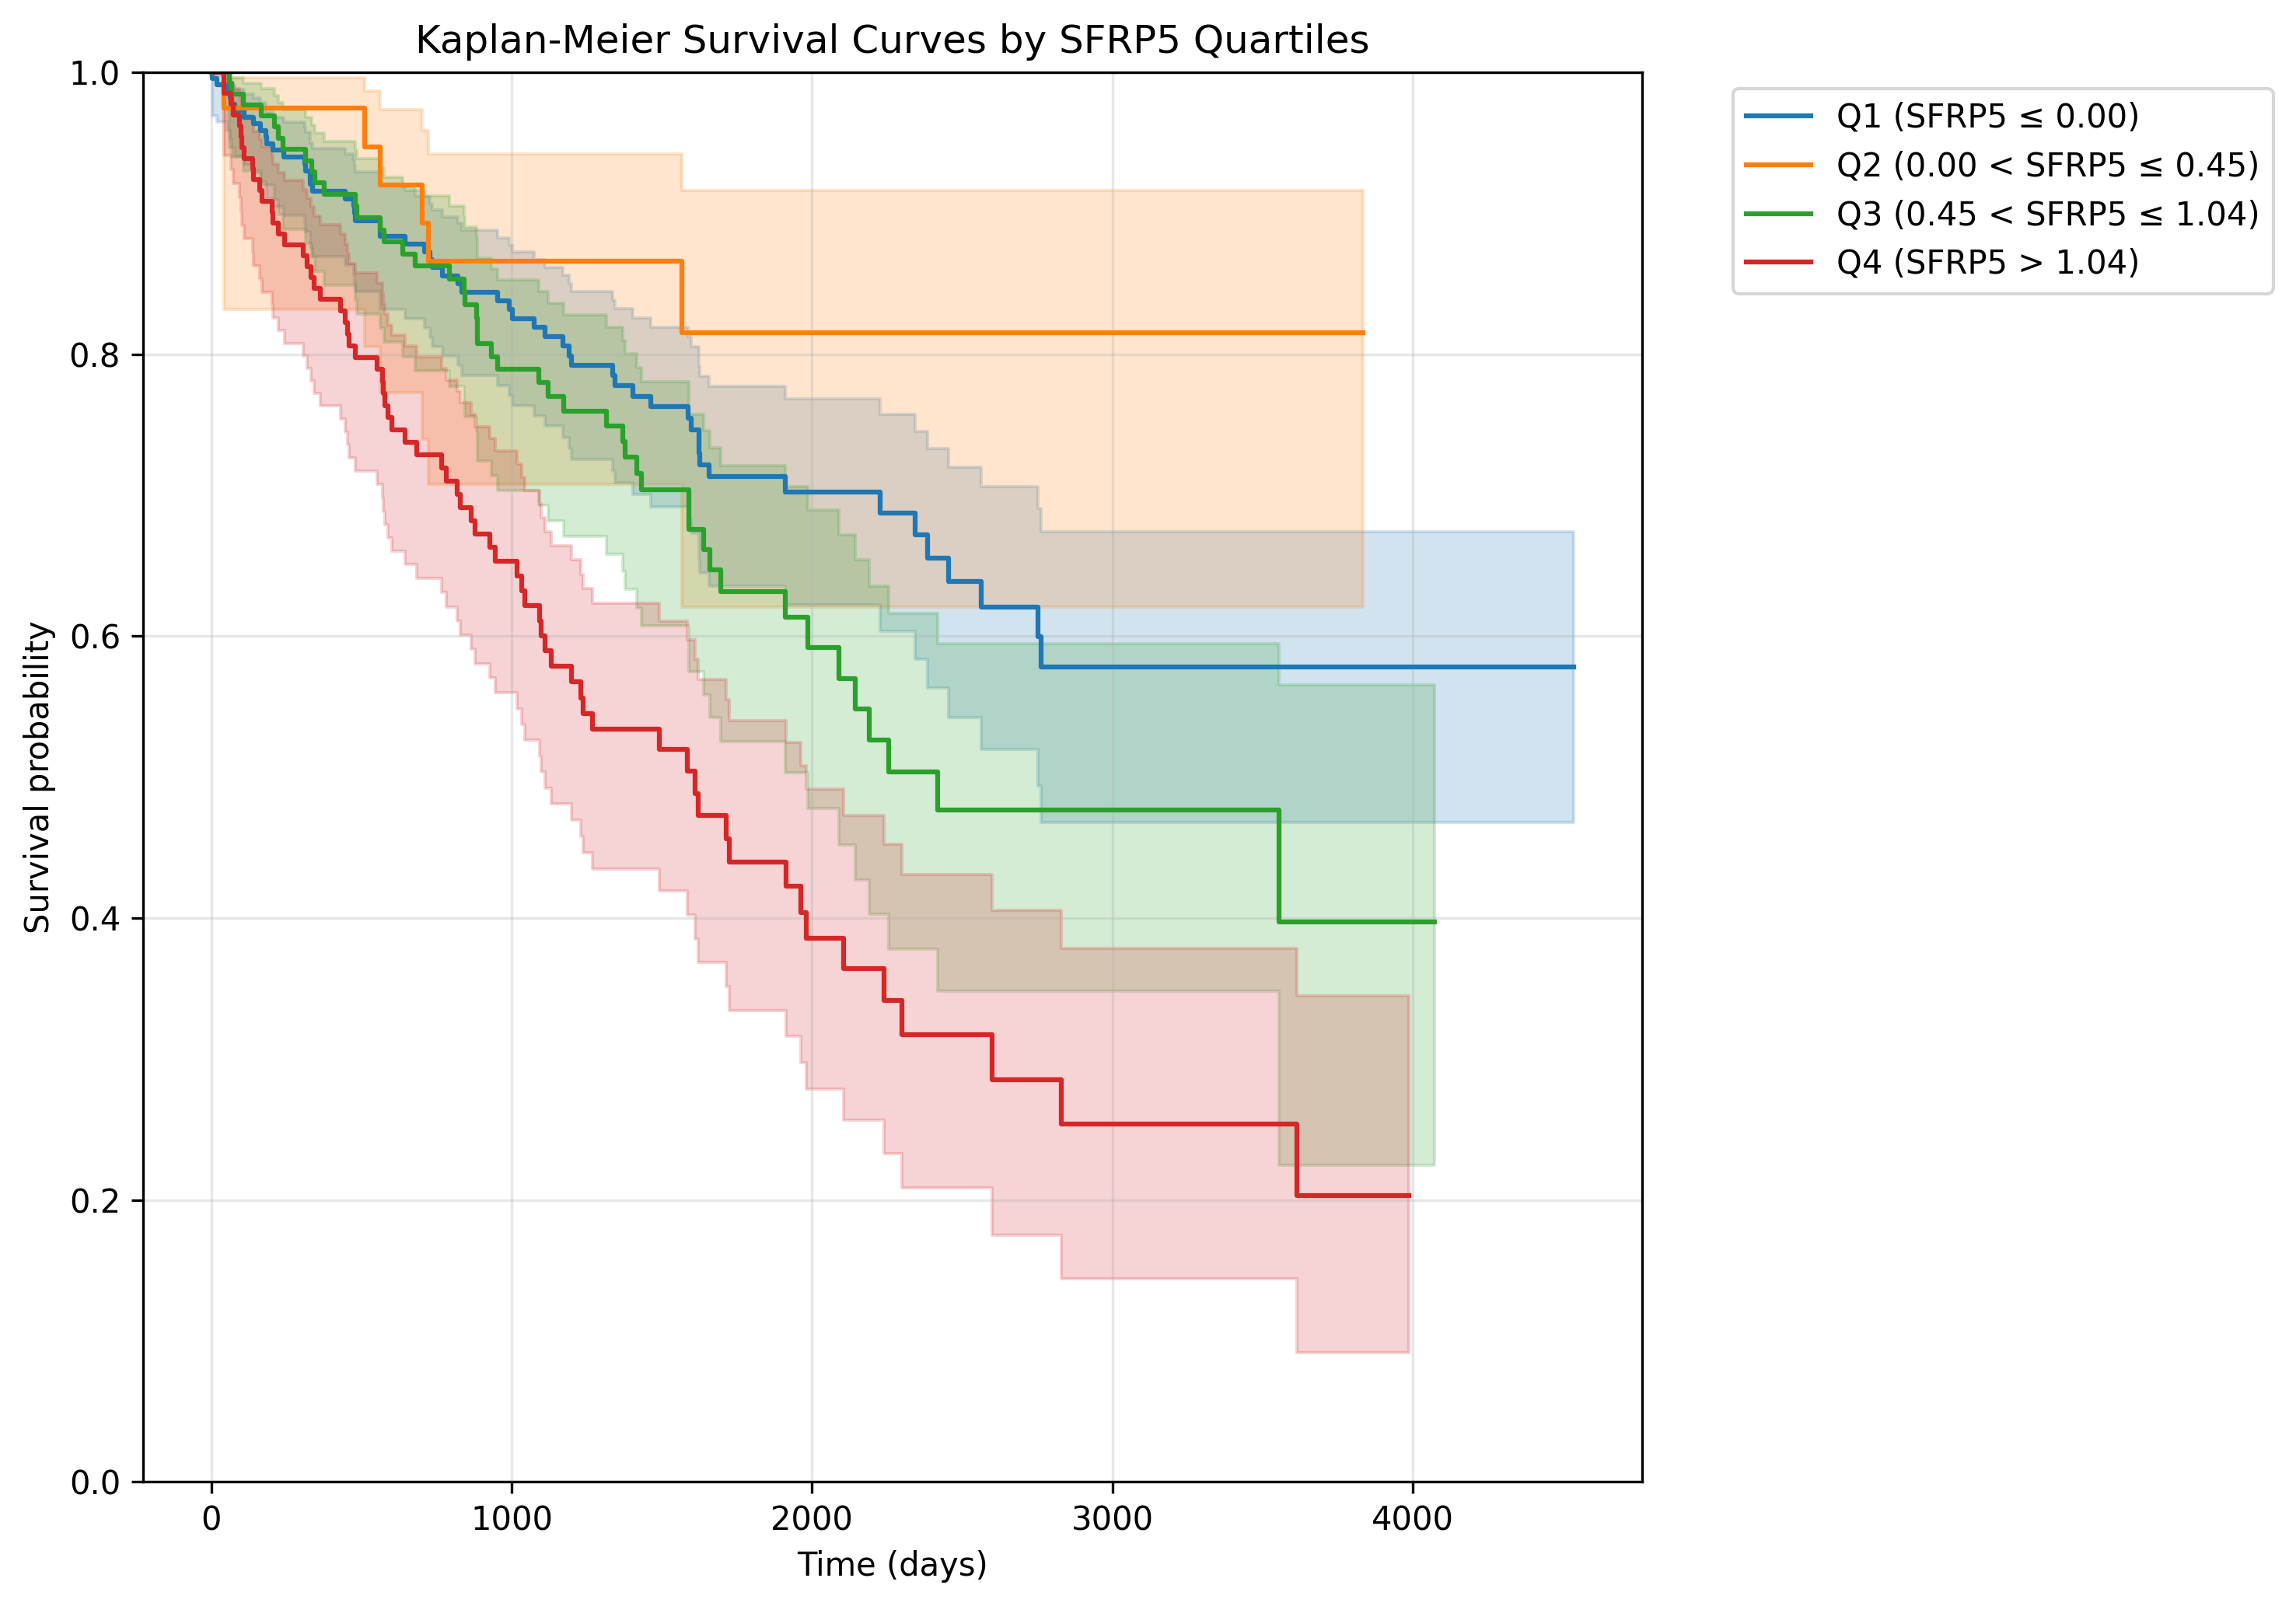 Kaplan-Meier Survival Curves by SFRP5 Quartiles
Q1 (SFRP5 ≤ 0.00)
Q2 (0.00 < SFRP5 ≤ 0.45)
Q3 (0.45 < SFRP5 ≤ 1.04)
Q4 (SFRP5 > 1.04)
Survival probability
1.0
0.8
0.6
0.4
0.2
0.0
0 1000 2000 3000 4000
Time (days)